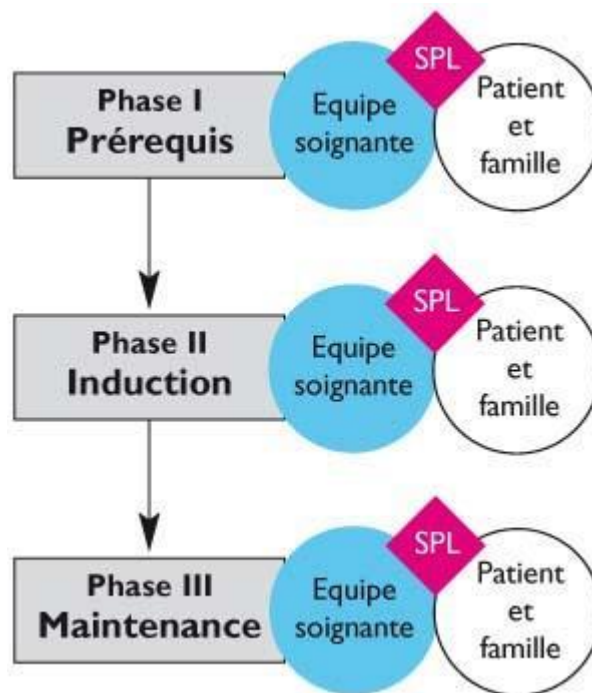 Phase I
Prérequis
Equipe
soignante
SPL
Patient
et
famille
Phase II
Induction
Equipe
soignante
SPL
Patient
et
famille
Phase III
Maintenance
Equipe
soignante
SPL
Patient
et
famille